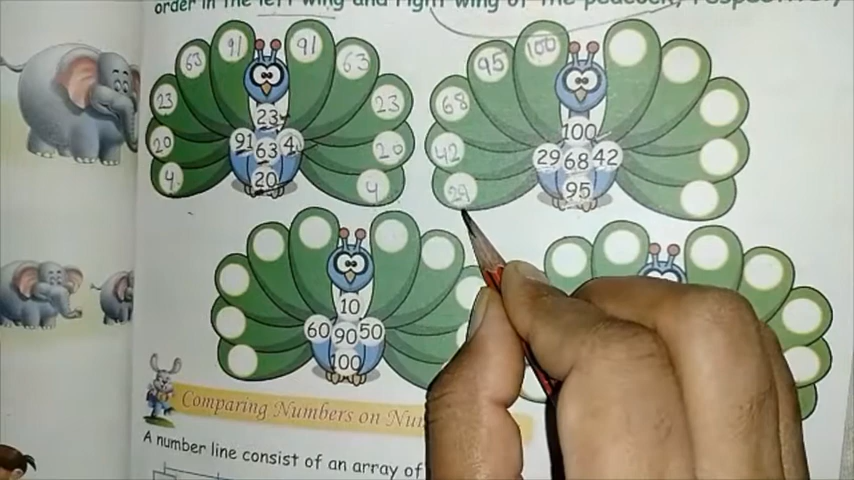 order in the left wing and right wing of the peacock, respectively
63 91 91 63
23 23
20 20
4 4
23
91 63 4
20
95 100
68
42
29
100
29 68 42
95
10
60 90 50
100
Comparing Numbers on
A number line consist of an array of